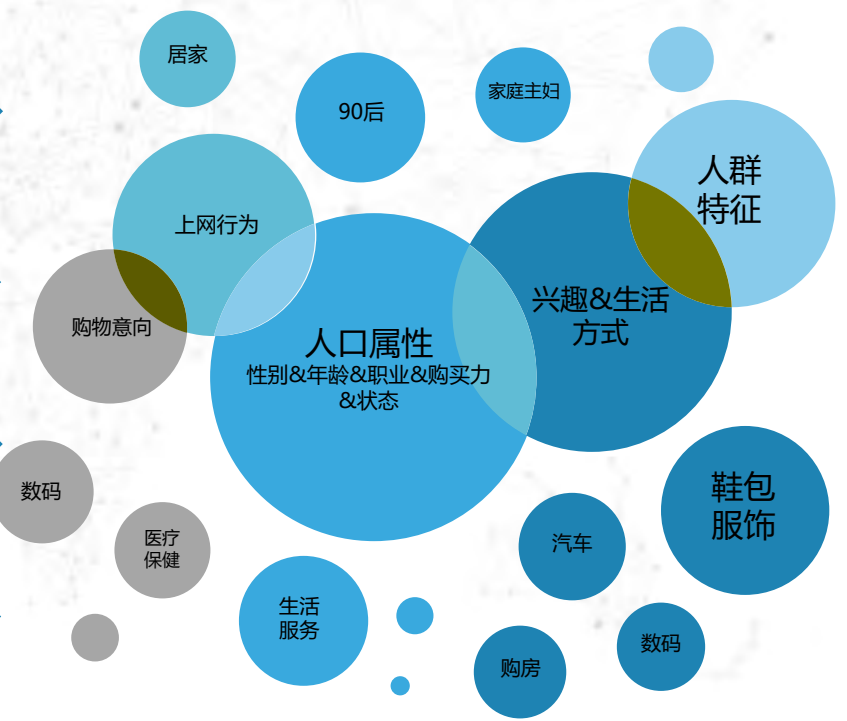 居家
90后
家庭主妇
人群
特征
上网行为
兴趣&生活
方式
购物意向
人口属性
性别&年龄&职业&购买力
&状态
数码
鞋包
服饰
医疗
保健
汽车
生活
服务
数码
购房